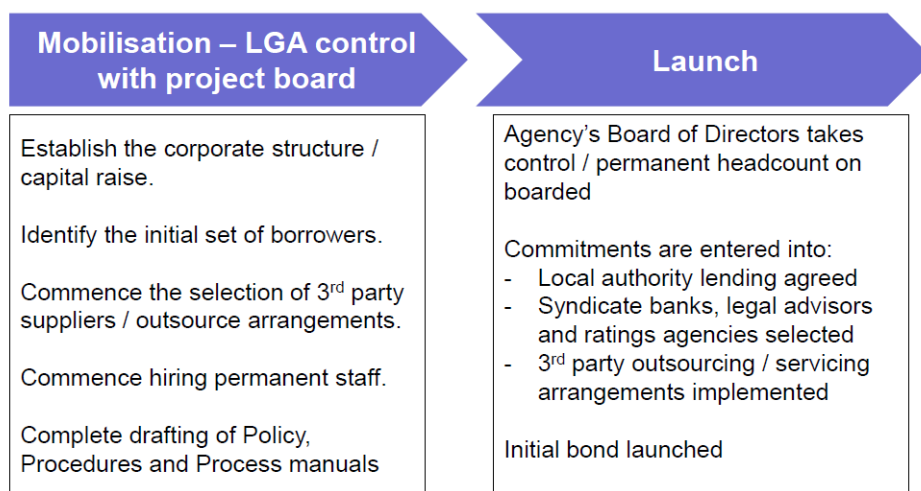 Mobilisation – LGA control
with project board
Establish the corporate structure /
capital raise.
Identify the initial set of borrowers.
Commence the selection of 3rd party
suppliers / outsource arrangements.
Commence hiring permanent staff.
Complete drafting of Policy,
Procedures and Process manuals
Launch
Agency's Board of Directors takes
control / permanent headcount on
boarded
Commitments are entered into:
- Local authority lending agreed
- Syndicate banks, legal advisors
and ratings agencies selected
- 3rd party outsourcing / servicing
arrangements implemented
Initial bond launched